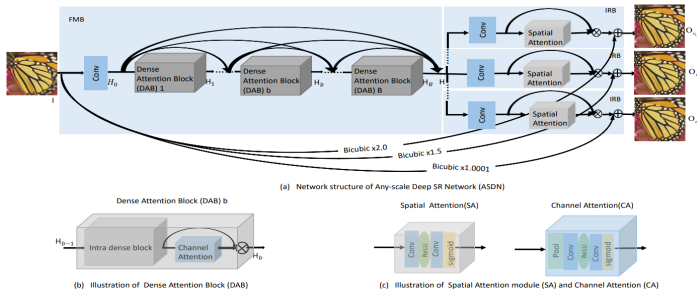 FMB
IRB
Conv
Spatial
Attention
O
I
Conv
H₀
Dense
Attention Block
(DAB) 1
H₁
Dense
Attention Block
(DAB) b
H_b
Dense
Attention Block
(DAB) B
H_B
H
Conv
Spatial
Attention
IRB
O
Conv
Spatial
Attention
IRB
O
Bicubic x2.0
Bicubic x1.5
Bicubic x1.0001
(a) Network structure of Any-scale Deep SR Network (ASDN)
Dense Attention Block (DAB) b
H_{b-1}
Intra dense block
Channel
Attention
H_b
(b) Illustration of Dense Attention Block (DAB)
Spatial Attention(SA)
Conv
ReLU
Conv
sigmoid
Channel Attention(CA)
Pool
Conv
ReLU
Conv
sigmoid
(c) Illustration of Spatial Attention module (SA) and Channel Attention (CA)